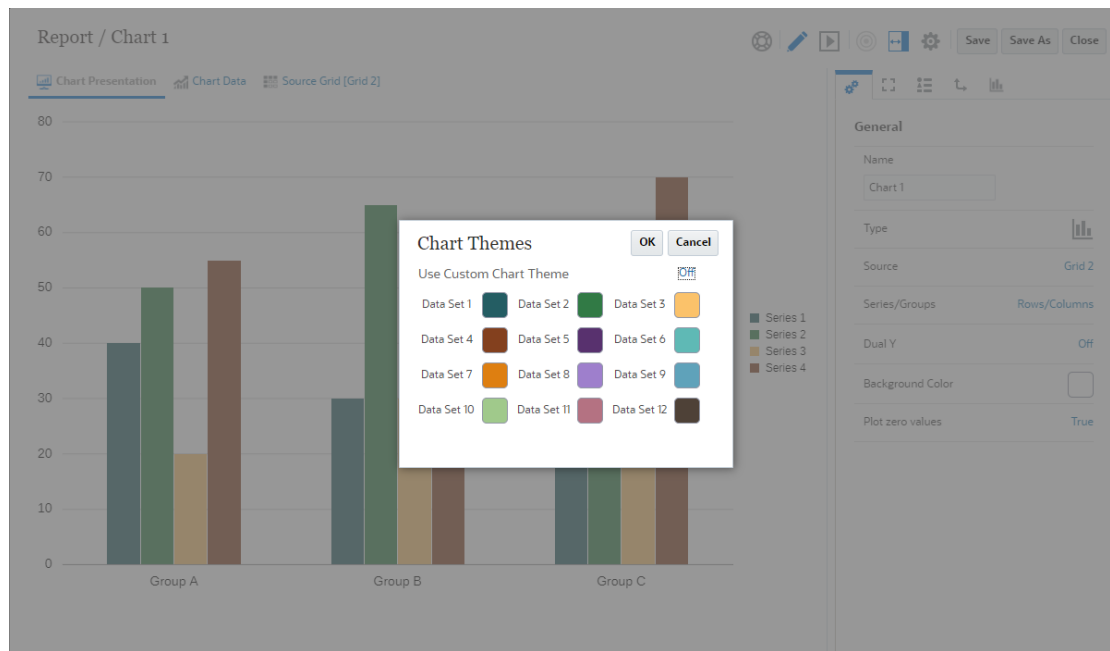 Report / Chart 1
Save Save As Close
Chart Presentation Chart Data Source Grid [Grid 2]
80
70
60
50
40
30
20
10
0
Group A Group B Group C
Series 1
Series 2
Series 3
Series 4
Chart Themes OK Cancel
Use Custom Chart Theme Off
Data Set 1 Data Set 2 Data Set 3
Data Set 4 Data Set 5 Data Set 6
Data Set 7 Data Set 8 Data Set 9
Data Set 10 Data Set 11 Data Set 12
General
Name
Chart 1
Type
Source Grid 2
Series/Groups Rows/Columns
Dual Y Off
Background Color
Plot zero values True